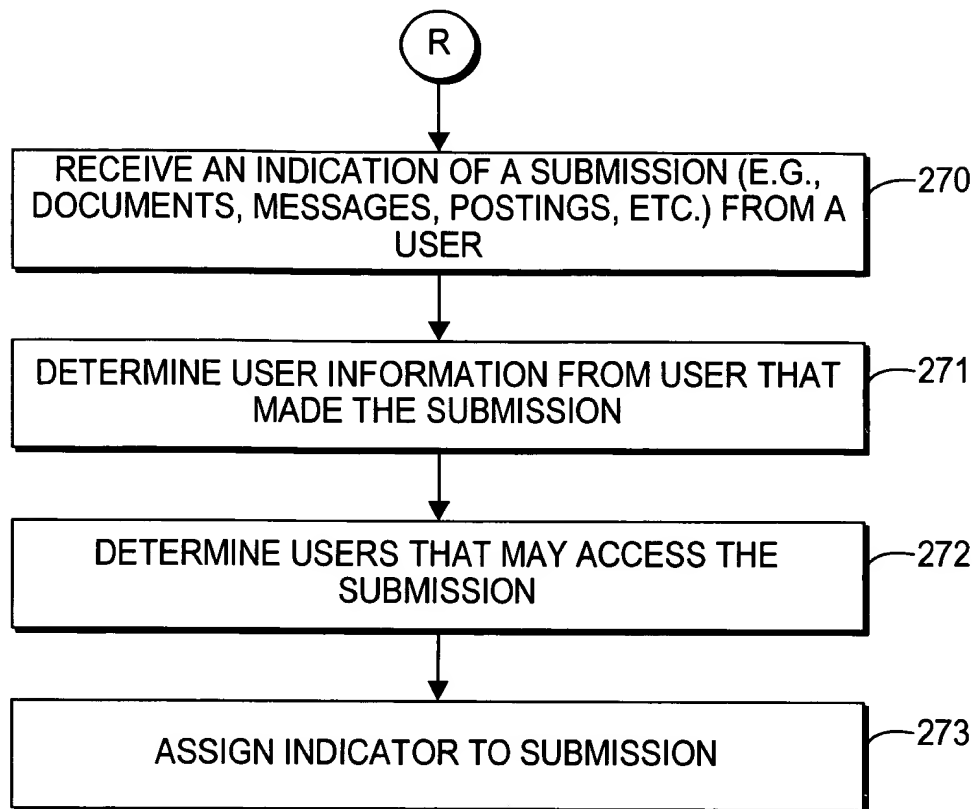 R
RECEIVE AN INDICATION OF A SUBMISSION (E.G.,
DOCUMENTS, MESSAGES, POSTINGS, ETC.) FROM A
USER
270
DETERMINE USER INFORMATION FROM USER THAT
MADE THE SUBMISSION
271
DETERMINE USERS THAT MAY ACCESS THE
SUBMISSION
272
ASSIGN INDICATOR TO SUBMISSION
273